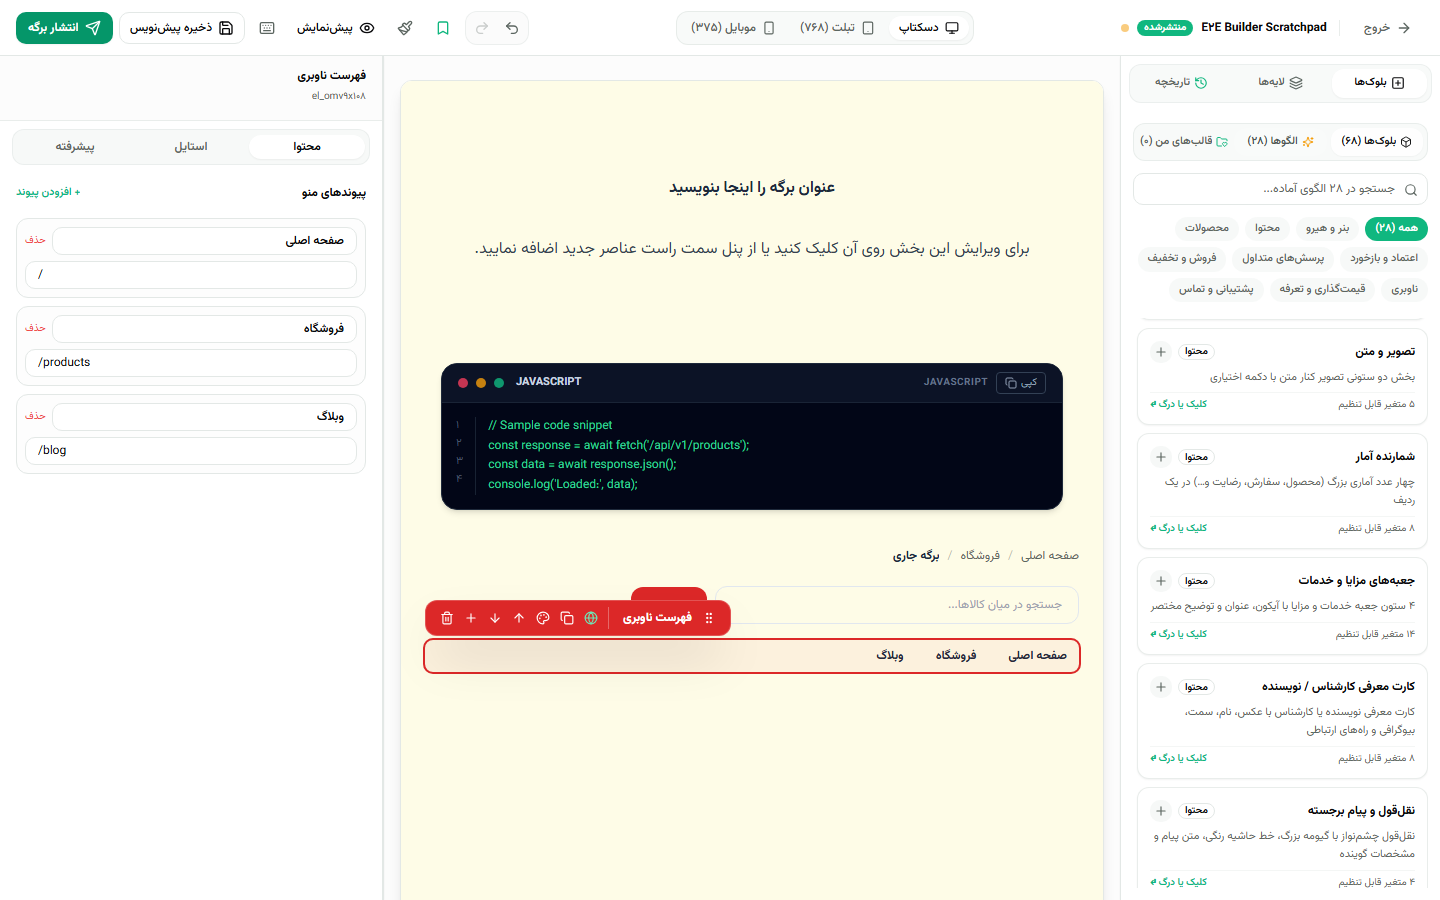 خروج
E2E Builder Scratchpad
منتشرشده
دسکتاپ
تبلت (۷۶۸)
موبایل (۳۷۵)
پیش‌نمایش
ذخیره پیش‌نویس
انتشار برگه
بلوک‌ها
لایه‌ها
تاریخچه
بلوک‌ها (۶۸)
الگوها (۲۸)
قالب‌های من (۰)
جستجو در ۲۸ الگوی آماده...
همه (۲۸)
بنر و هیرو
محتوا
محصولات
اعتماد و بازخورد
پرسش‌های متداول
فروش و تخفیف
ناوبری
قیمت‌گذاری و تعرفه
پشتیبانی و تماس
تصویر و متن
محتوا
بخش دو ستونی تصویر کنار متن با دکمه اختیاری
۵ متغیر قابل تنظیم
کلیک یا درگ
شمارنده آمار
محتوا
چهار عدد آماری بزرگ (محصول، سفارش، رضایت و...) در یک
ردیف
۸ متغیر قابل تنظیم
کلیک یا درگ
جعبه‌های مزایا و خدمات
محتوا
۴ ستون جعبه خدمات و مزایا با آیکون، عنوان و توضیح مختصر
۱۴ متغیر قابل تنظیم
کلیک یا درگ
کارت معرفی کارشناس / نویسنده
محتوا
کارت معرفی نویسنده یا کارشناس با عکس، نام، سمت،
بیوگرافی و راه‌های ارتباطی
۸ متغیر قابل تنظیم
کلیک یا درگ
نقل‌قول و پیام برجسته
محتوا
نقل‌قول چشم‌نواز با گیومه بزرگ، خط حاشیه رنگی، متن پیام و
مشخصات گوینده
۴ متغیر قابل تنظیم
کلیک یا درگ
عنوان برگه را اینجا بنویسید
برای ویرایش این بخش روی آن کلیک کنید یا از پنل سمت راست عناصر جدید اضافه نمایید.
JAVASCRIPT
JAVASCRIPT
کپی
۱ // Sample code snippet
۲ const response = await fetch('/api/v1/products');
۳ const data = await response.json();
۴ console.log('Loaded:', data);
صفحه اصلی / فروشگاه / برگه جاری
جستجو در میان کالاها...
فهرست ناوبری
صفحه اصلی
فروشگاه
وبلاگ
فهرست ناوبری
el_omv۹x۱۰۸
محتوا
استایل
پیشرفته
پیوندهای منو
+ افزودن پیوند
صفحه اصلی
حذف
/
فروشگاه
حذف
/products
وبلاگ
حذف
/blog